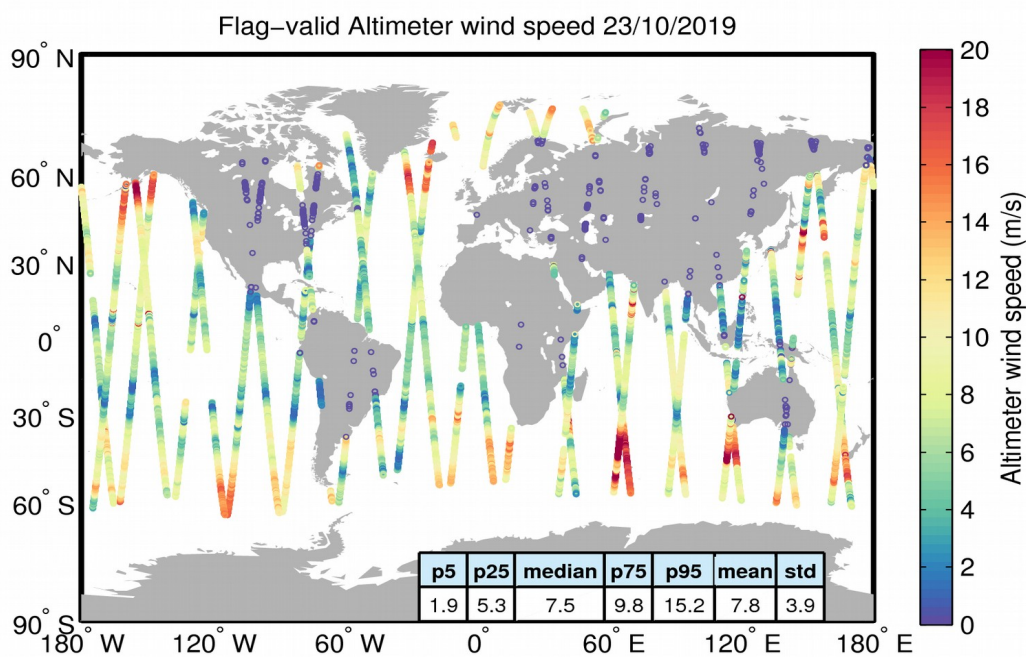 Flag−valid Altimeter wind speed 23/10/2019
90° N
60° N
30° N
0°
30° S
60° S
90° S
180° W
120° W
60° W
0°
60° E
120° E
180° E
p5 p25 median p75 p95 mean std
1.9 5.3 7.5 9.8 15.2 7.8 3.9
20
18
16
14
12
10
8
6
4
2
0
Altimeter wind speed (m/s)